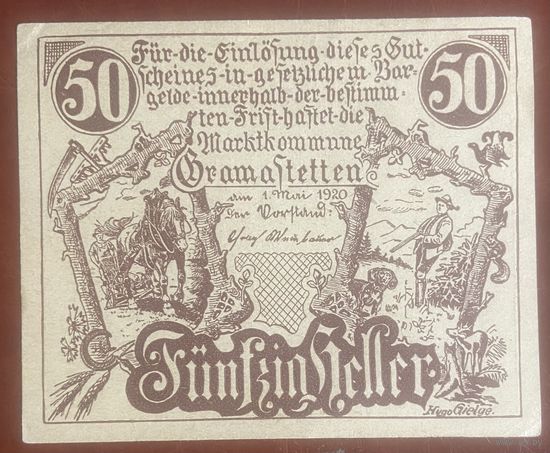 50
50
Für-die-Einlösung-dieses Gut-
scheines-in-gesetzlichem-Bar-
gelde-innerhalb-der-bestimm-
ten-Frist-haftet-die
Marktkommune
Gramastetten
am 1. Mai 1920
Der Vorstand:
Fünfzig Heller
Hugo Gielge.